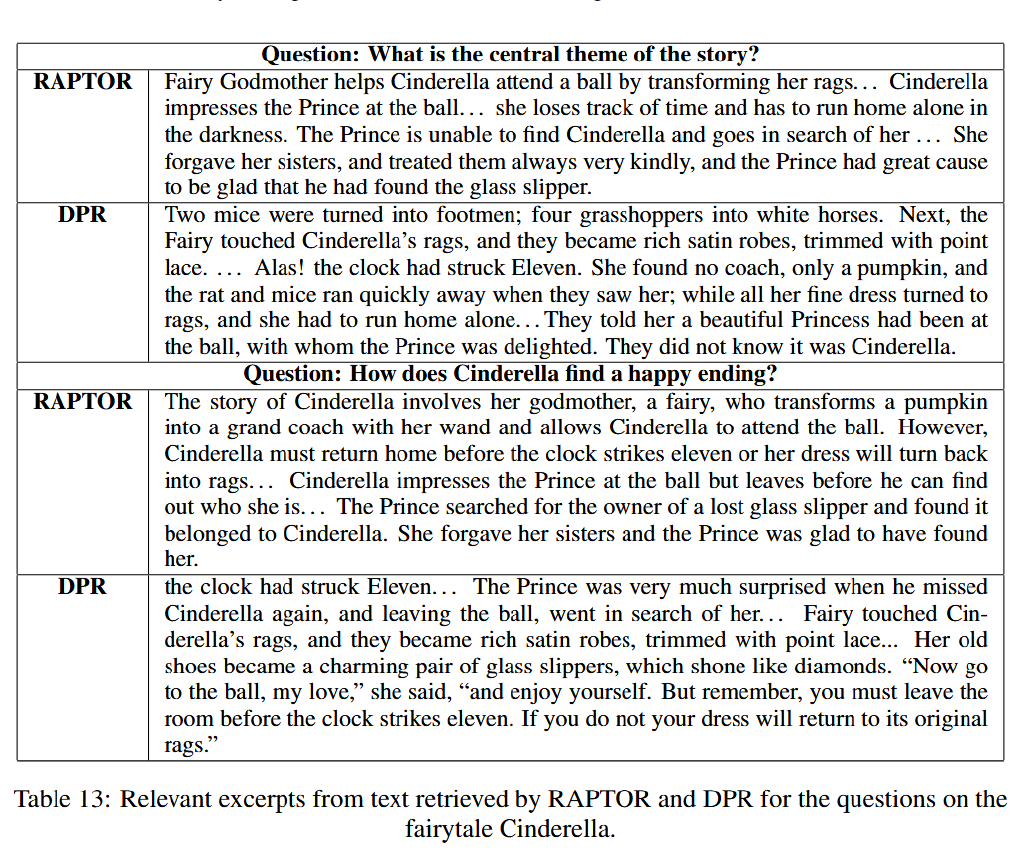 Question: What is the central theme of the story?
RAPTOR Fairy Godmother helps Cinderella attend a ball by transforming her rags... Cinderella
impresses the Prince at the ball... she loses track of time and has to run home alone in
the darkness. The Prince is unable to find Cinderella and goes in search of her ... She
forgave her sisters, and treated them always very kindly, and the Prince had great cause
to be glad that he had found the glass slipper.
DPR Two mice were turned into footmen; four grasshoppers into white horses. Next, the
Fairy touched Cinderella's rags, and they became rich satin robes, trimmed with point
lace. ... Alas! the clock had struck Eleven. She found no coach, only a pumpkin, and
the rat and mice ran quickly away when they saw her; while all her fine dress turned to
rags, and she had to run home alone...They told her a beautiful Princess had been at
the ball, with whom the Prince was delighted. They did not know it was Cinderella.
Question: How does Cinderella find a happy ending?
RAPTOR The story of Cinderella involves her godmother, a fairy, who transforms a pumpkin
into a grand coach with her wand and allows Cinderella to attend the ball. However,
Cinderella must return home before the clock strikes eleven or her dress will turn back
into rags... Cinderella impresses the Prince at the ball but leaves before he can find
out who she is... The Prince searched for the owner of a lost glass slipper and found it
belonged to Cinderella. She forgave her sisters and the Prince was glad to have found
her.
DPR the clock had struck Eleven... The Prince was very much surprised when he missed
Cinderella again, and leaving the ball, went in search of her... Fairy touched Cin-
derella's rags, and they became rich satin robes, trimmed with point lace... Her old
shoes became a charming pair of glass slippers, which shone like diamonds. “Now go
to the ball, my love,” she said, “and enjoy yourself. But remember, you must leave the
room before the clock strikes eleven. If you do not your dress will return to its original
rags.”
Table 13: Relevant excerpts from text retrieved by RAPTOR and DPR for the questions on the
fairytale Cinderella.